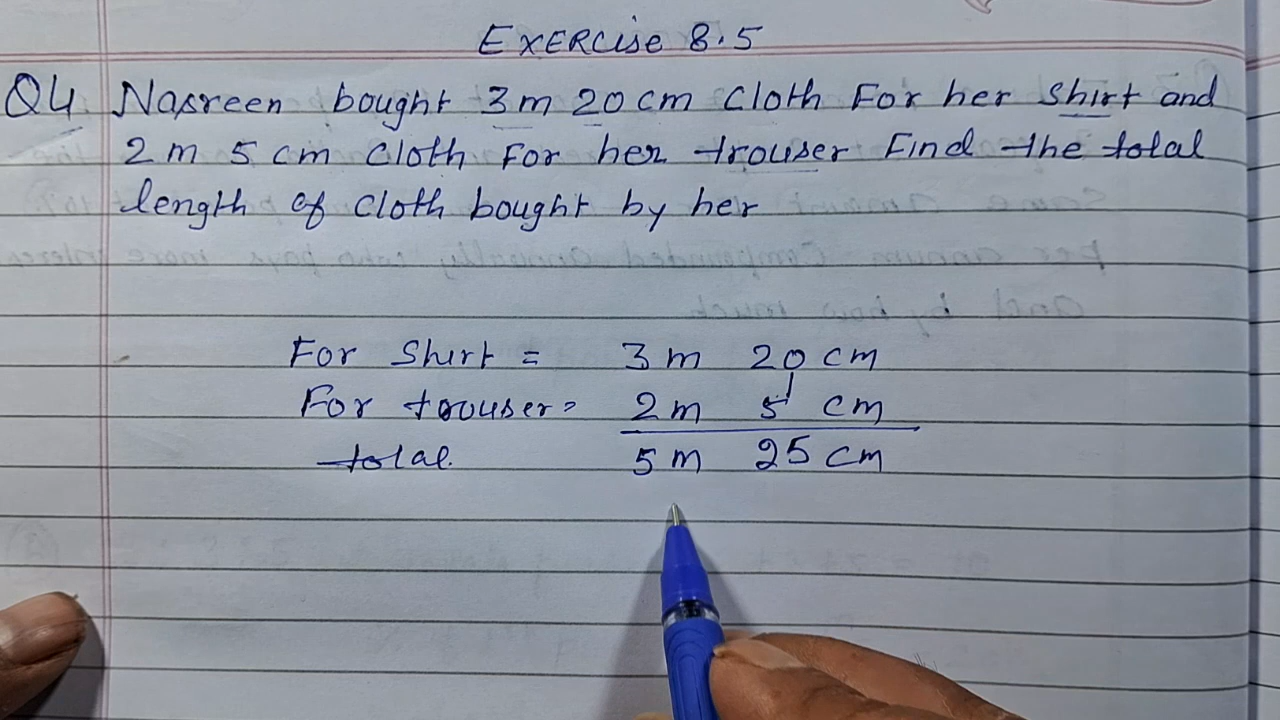 EXERCISE 8.5
Q4 Nasreen bought 3m 20cm Cloth For her Shirt and
2m 5cm Cloth For her trouser Find the total
length of Cloth bought by her
For Shirt = 3m 20cm
For trouser = 2m 5cm
total 5m 25cm